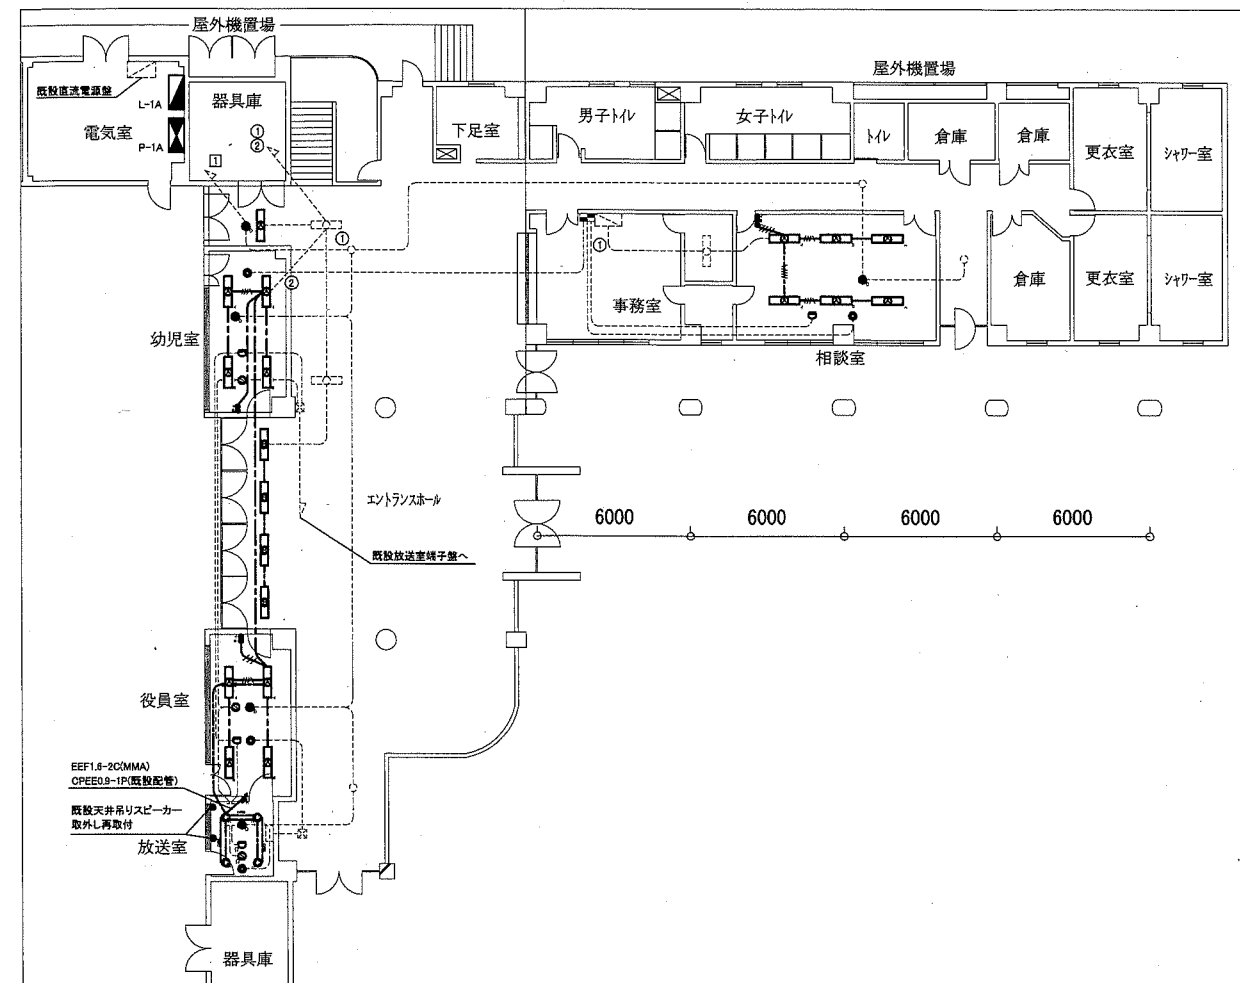 屋外機置場
屋外機置場
既設直流電源盤
L-1A
電気室
P-1A
器具庫
①
②
1
下足室
男子トイレ
女子トイレ
トイレ
倉庫
倉庫
更衣室
シャワー室
①
②
①
事務室
相談室
倉庫
更衣室
シャワー室
幼児室
エントランスホール
既設放送室端子盤へ
6000
6000
6000
6000
役員室
EEF1.6-2C(MMA)
CPEE0.9-1P(既設配管)
既設天井吊りスピーカー
取外し再取付
放送室
器具庫